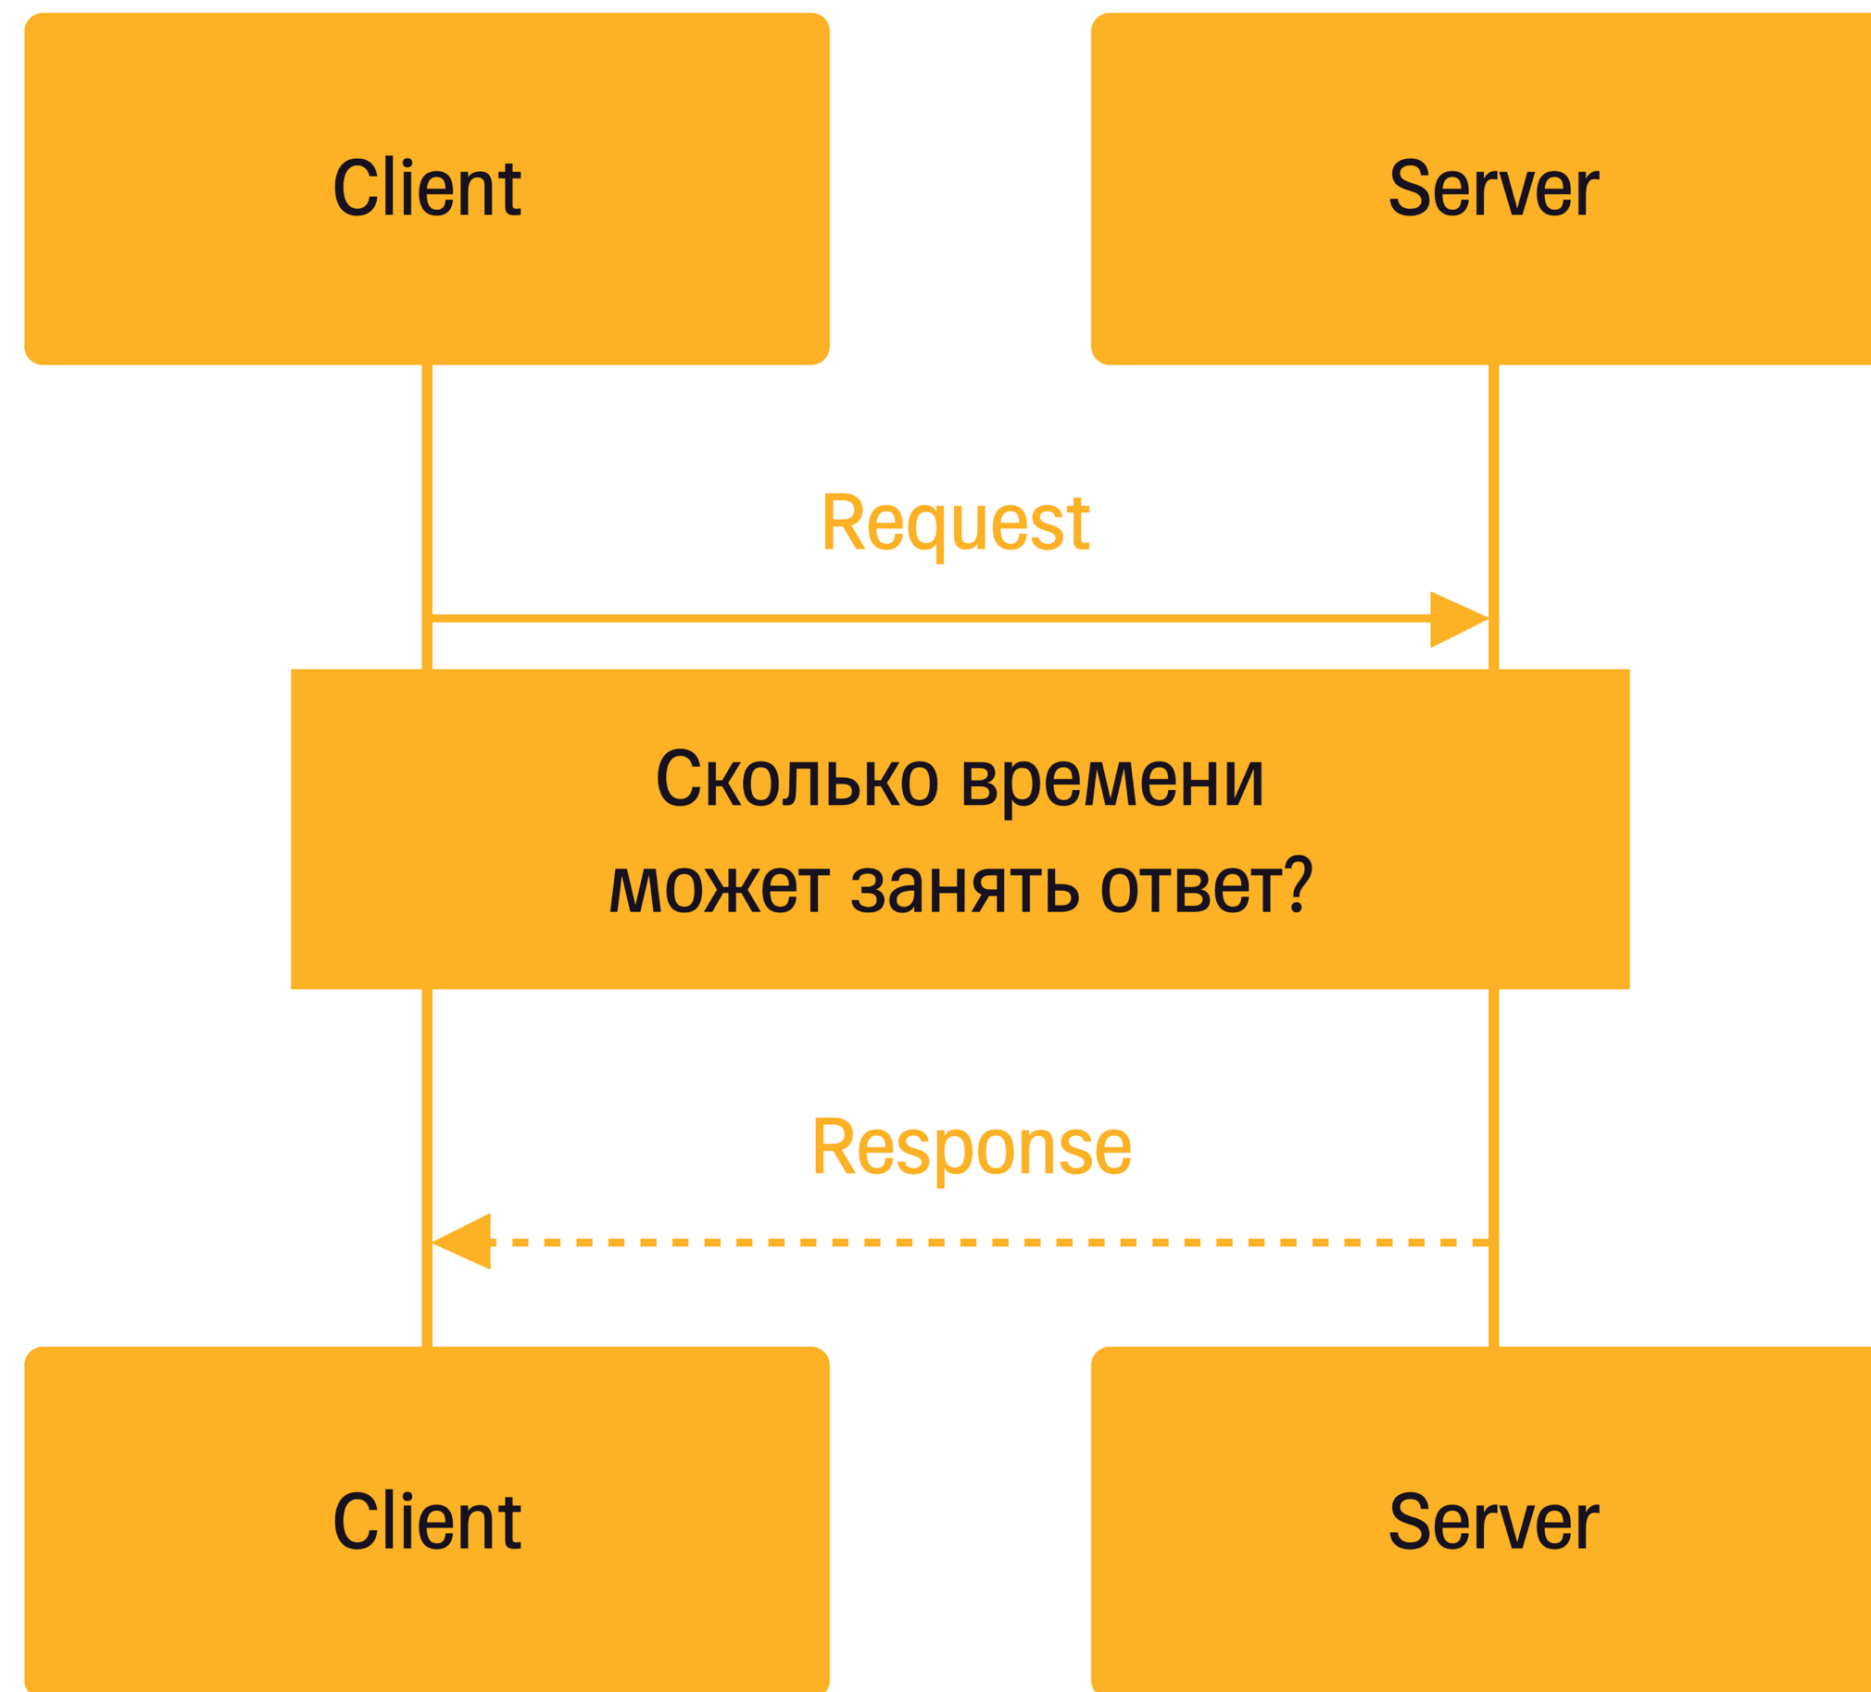 Client
Server
Request
Сколько времени
может занять ответ?
Response
Client
Server